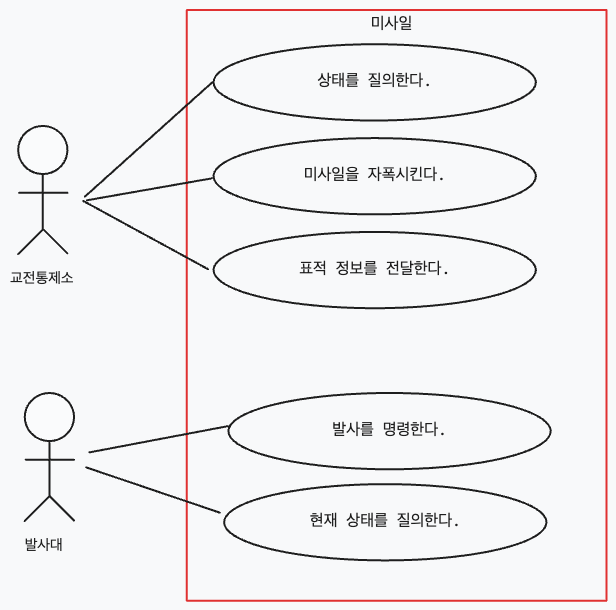 미사일
상태를 질의한다.
미사일을 자폭시킨다.
표적 정보를 전달한다.
교전통제소
발사를 명령한다.
현재 상태를 질의한다.
발사대